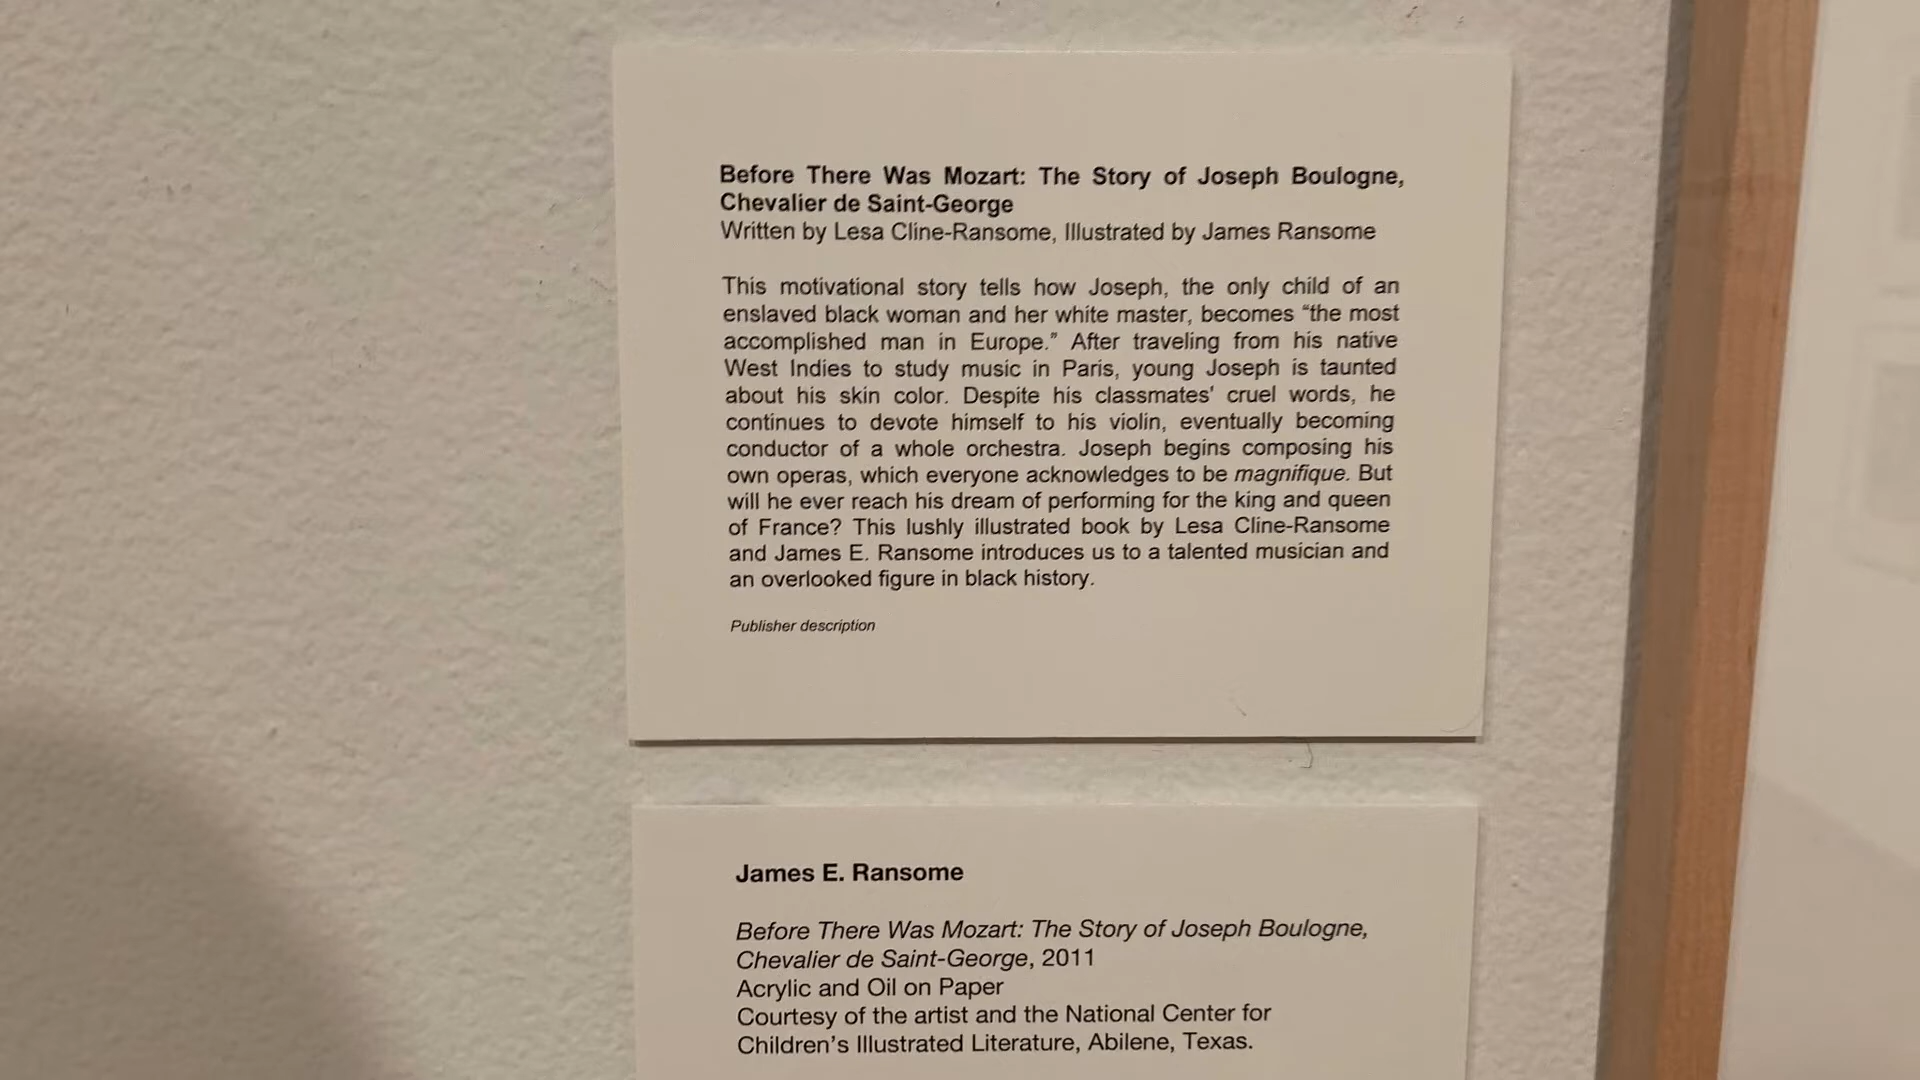 Before There Was Mozart: The Story of Joseph Boulogne,
Chevalier de Saint-George
Written by Lesa Cline-Ransome, Illustrated by James Ransome
This motivational story tells how Joseph, the only child of an
enslaved black woman and her white master, becomes “the most
accomplished man in Europe.” After traveling from his native
West Indies to study music in Paris, young Joseph is taunted
about his skin color. Despite his classmates' cruel words, he
continues to devote himself to his violin, eventually becoming
conductor of a whole orchestra. Joseph begins composing his
own operas, which everyone acknowledges to be magnifique. But
will he ever reach his dream of performing for the king and queen
of France? This lushly illustrated book by Lesa Cline-Ransome
and James E. Ransome introduces us to a talented musician and
an overlooked figure in black history.
Publisher description
James E. Ransome
Before There Was Mozart: The Story of Joseph Boulogne,
Chevalier de Saint-George, 2011
Acrylic and Oil on Paper
Courtesy of the artist and the National Center for
Children’s Illustrated Literature, Abilene, Texas.